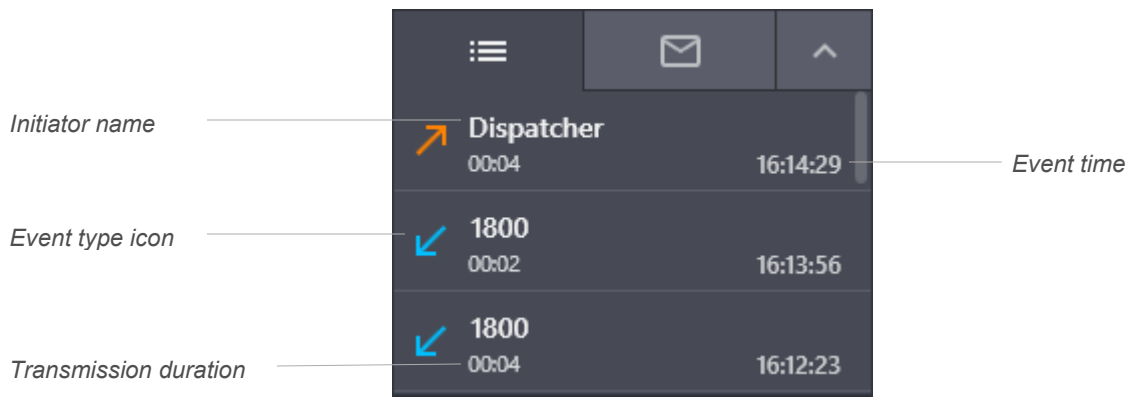 Initiator name
Dispatcher
00:04
16:14:29
Event time
Event type icon
1800
00:02
16:13:56
1800
Transmission duration
00:04
16:12:23